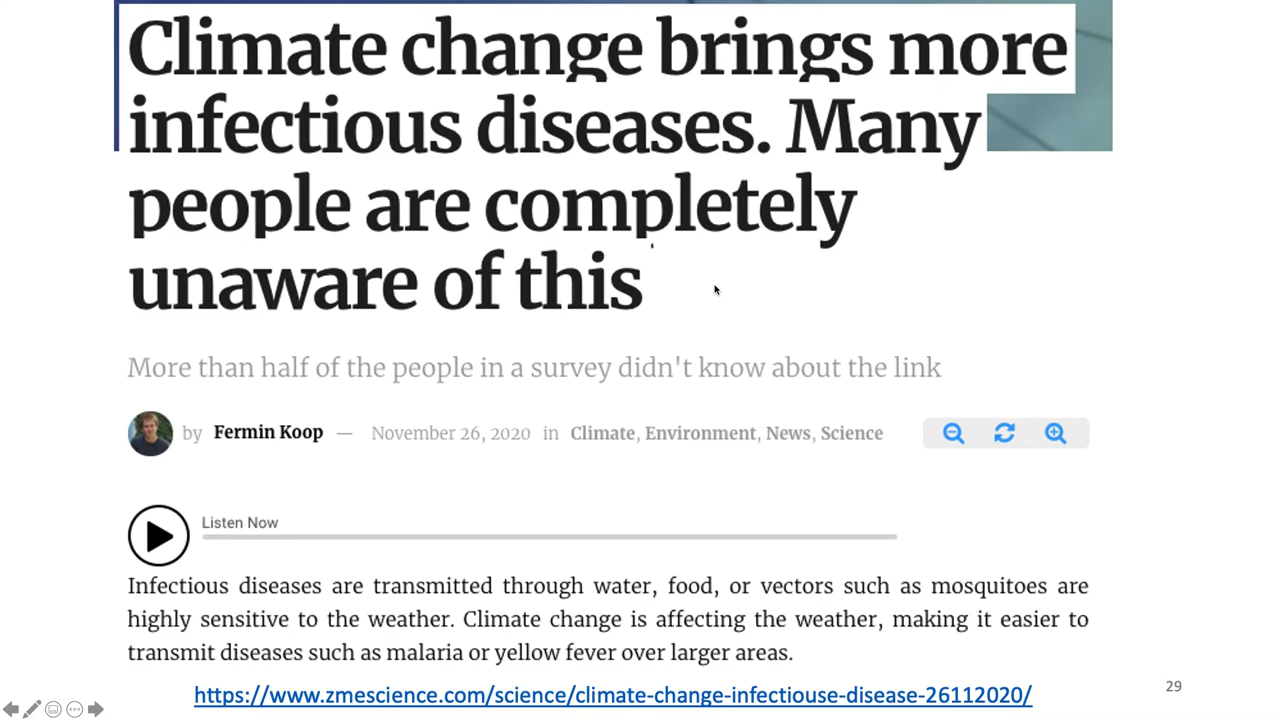 Climate change brings more
infectious diseases. Many
people are completely
unaware of this
More than half of the people in a survey didn't know about the link
by Fermin Koop — November 26, 2020 in Climate, Environment, News, Science
Listen Now
Infectious diseases are transmitted through water, food, or vectors such as mosquitoes are
highly sensitive to the weather. Climate change is affecting the weather, making it easier to
transmit diseases such as malaria or yellow fever over larger areas.
https://www.zmescience.com/science/climate-change-infectiouse-disease-26112020/
29